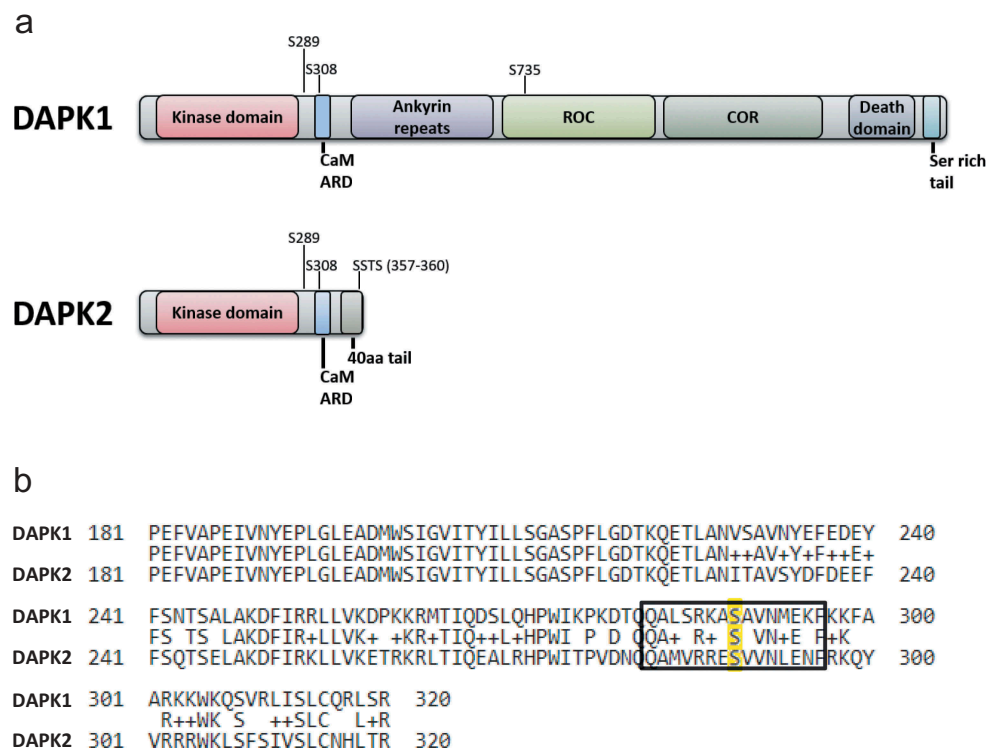 a
S289
S308
S735
DAPK1
Kinase domain
Ankyrin
repeats
ROC
COR
Death
domain
CaM
ARD
Ser rich
tail
S289
S308
SSTS (357-360)
DAPK2
Kinase domain
40aa tail
CaM
ARD
b
DAPK1 181 PEFVAPEIVNYEPLGLEADMWSIGVITYILLSGASPFLGDTKQETLANVSAVNYEFEDEY 240
PEFVAPEIVNYEPLGLEADMWSIGVITYILLSGASPFLGDTKQETLAN++AV+Y+F++E+
DAPK2 181 PEFVAPEIVNYEPLGLEADMWSIGVITYILLSGASPFLGDTKQETLANITAVSYDFDEEF 240
DAPK1 241 FSNTSALAKDFIRRLLVKDPKKRMTIQDSLQHPWIKPKDTQQALSRKASAVNMEKFKKFA 300
FS TS LAKDFIR+LLVK+ +KR+TIQ++L+HPWI P D QQA+ R+ S VN+E F+K
DAPK2 241 FSQTSELAKDFIRKLLVKETRKRLTIQEALRHPWITPVDNQQAMVRRESVVNLENFRKQY 300
DAPK1 301 ARKKWKQSVRLISLCQRLSR 320
R++WK S ++SLC L+R
DAPK2 301 VRRRWKLSFSIVSLCNHLTR 320